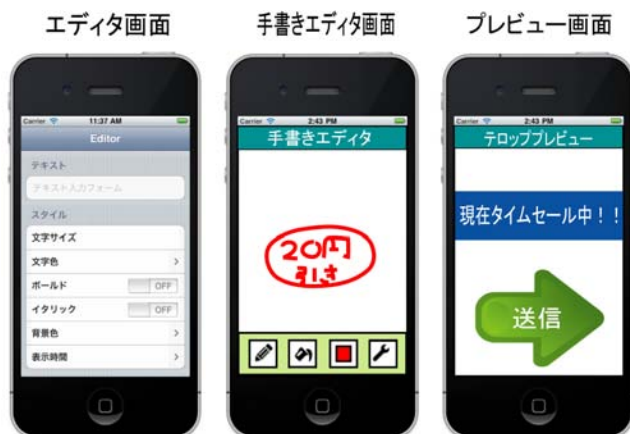 エディタ画面
手書きエディタ画面
プレビュー画面
Carrier 11:37 AM
Editor
テキスト
テキスト入力フォーム
スタイル
文字サイズ
文字色
ボールド OFF
イタリック OFF
背景色
表示時間
Carrier 2:43 PM
手書きエディタ
20円
引き
Carrier 2:43 PM
テロッププレビュー
現在タイムセール中！！
送信